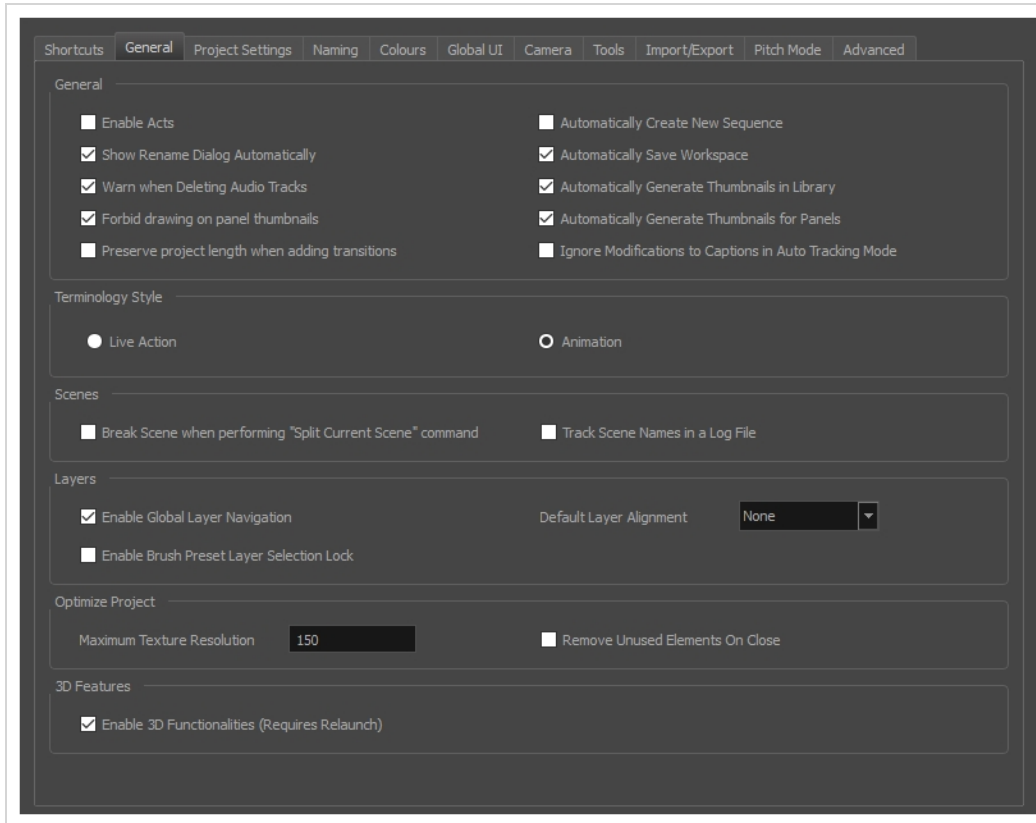 Shortcuts General Project Settings Naming Colours Global UI Camera Tools Import/Export Pitch Mode Advanced
General
Enable Acts Automatically Create New Sequence
Show Rename Dialog Automatically Automatically Save Workspace
Warn when Deleting Audio Tracks Automatically Generate Thumbnails in Library
Forbid drawing on panel thumbnails Automatically Generate Thumbnails for Panels
Preserve project length when adding transitions Ignore Modifications to Captions in Auto Tracking Mode
Terminology Style
Live Action Animation
Scenes
Break Scene when performing "Split Current Scene" command Track Scene Names in a Log File
Layers
Enable Global Layer Navigation Default Layer Alignment None
Enable Brush Preset Layer Selection Lock
Optimize Project
Maximum Texture Resolution 150 Remove Unused Elements On Close
3D Features
Enable 3D Functionalities (Requires Relaunch)